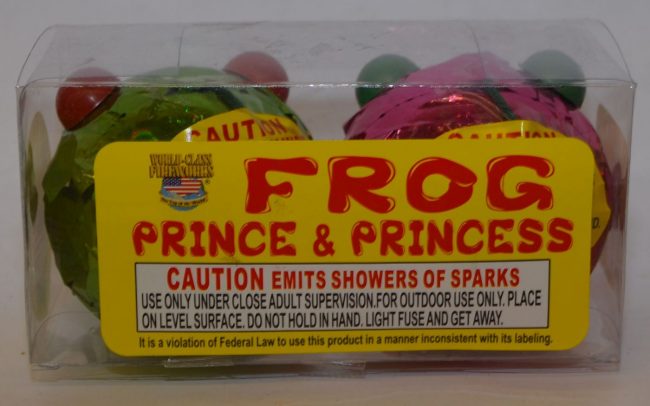 CAUTION
CAUTION
WORLD-CLASS
FIREWORKS
FROG
PRINCE & PRINCESS
CAUTION EMITS SHOWERS OF SPARKS
USE ONLY UNDER CLOSE ADULT SUPERVISION.FOR OUTDOOR USE ONLY. PLACE
ON LEVEL SURFACE. DO NOT HOLD IN HAND. LIGHT FUSE AND GET AWAY.
It is a violation of Federal Law to use this product in a manner inconsistent with its labeling.